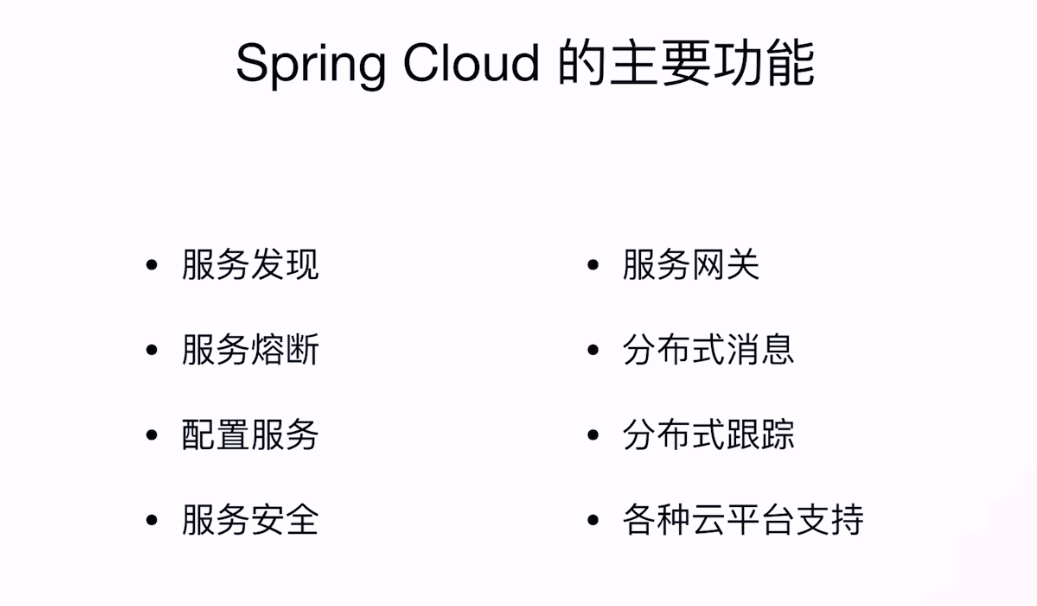 Spring Cloud 的主要功能
• 服务发现
• 服务熔断
• 配置服务
• 服务安全
• 服务网关
• 分布式消息
• 分布式跟踪
• 各种云平台支持